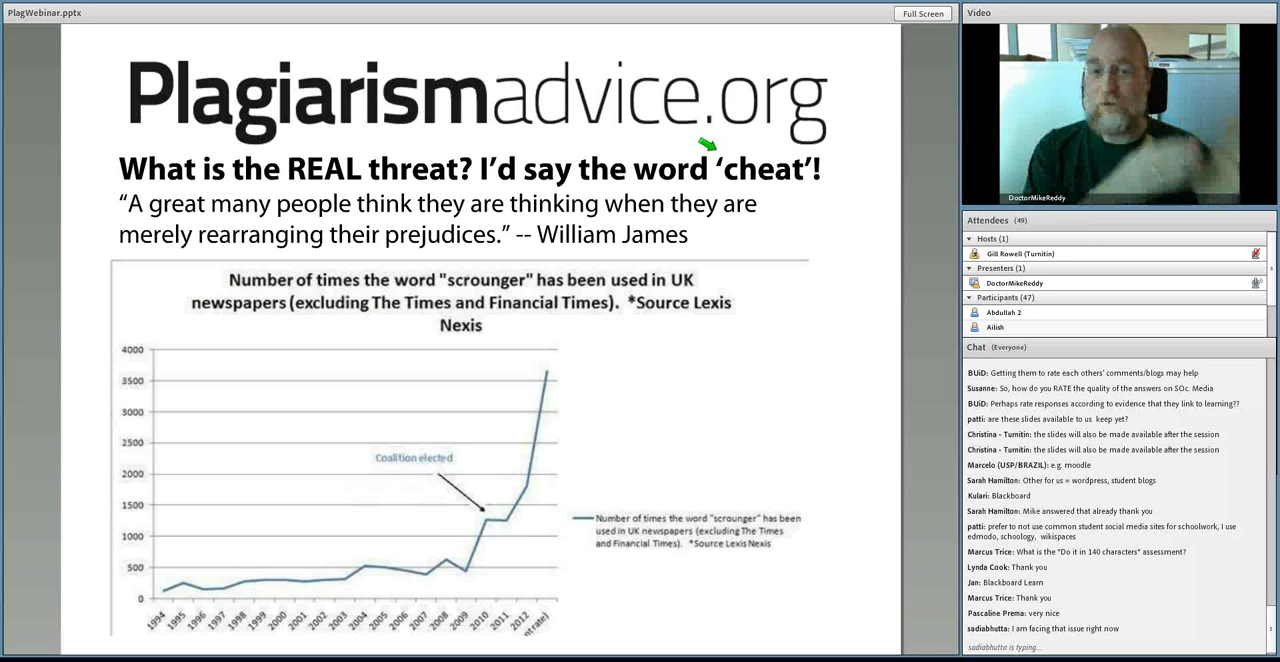 PlagWebinar.pptx
Full Screen
Plagiarismadvice.org
What is the REAL threat? I'd say the word ‘cheat’!
“A great many people think they are thinking when they are
merely rearranging their prejudices.” -- William James
Number of times the word "scrounger" has been used in UK
newspapers (excluding The Times and Financial Times). *Source Lexis
Nexis
4000
3500
3000
2500
2000
1500
1000
500
0
Coalition elected
1994
1995
1996
1997
1998
1999
2000
2001
2002
2003
2004
2005
2006
2007
2008
2009
2010
2011
2012
Number of times the word "scrounger" has been
used in UK newspapers (excluding The Times
and Financial Times). *Source Lexis Nexis
Video
DoctorMikeReddy
Attendees (49)
Hosts (1)
Gill Rowell (Turnitin)
Presenters (1)
DoctorMikeReddy
Participants (47)
Abdullah 2
Ailish
Chat (Everyone)
BUiD: Getting them to rate each others' comments/blogs may help
Susanne: So, how do you RATE the quality of the answers on SOc. Media
BUiD: Perhaps rate responses according to evidence that they link to learning??
patti: are these slides available to us keep yet?
Christina - Turnitin: the slides will also be made available after the session
Christina - Turnitin: the slides will also be made available after the session
Marcelo (USP/BRAZIL): e.g. moodle
Sarah Hamilton: Other for us = wordpress, student blogs
Kulari: Blackboard
Sarah Hamilton: Mike answered that already thank you
patti: prefer to not use common student social media sites for schoolwork, I use
edmodo, schoology, wikispaces
Marcus Trice: What is the "Do it in 140 characters" assessment?
Lynda Cook: Thank you
Jan: Blackboard Learn
Marcus Trice: Thank you
Pascaline Prema: very nice
sadiabhutta: I am facing that issue right now
sadiabhutta is typing...